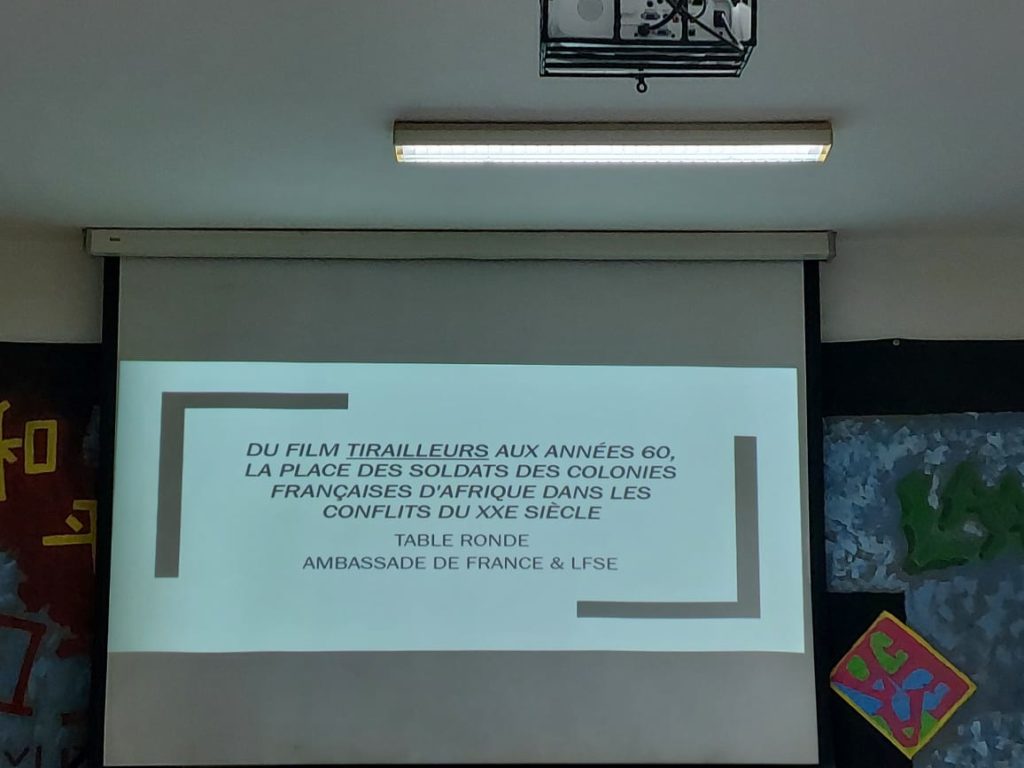 DU FILM TIRAILLEURS AUX ANNÉES 60,
LA PLACE DES SOLDATS DES COLONIES
FRANÇAISES D'AFRIQUE DANS LES
CONFLITS DU XXE SIÈCLE
TABLE RONDE
AMBASSADE DE FRANCE & LFSE
和